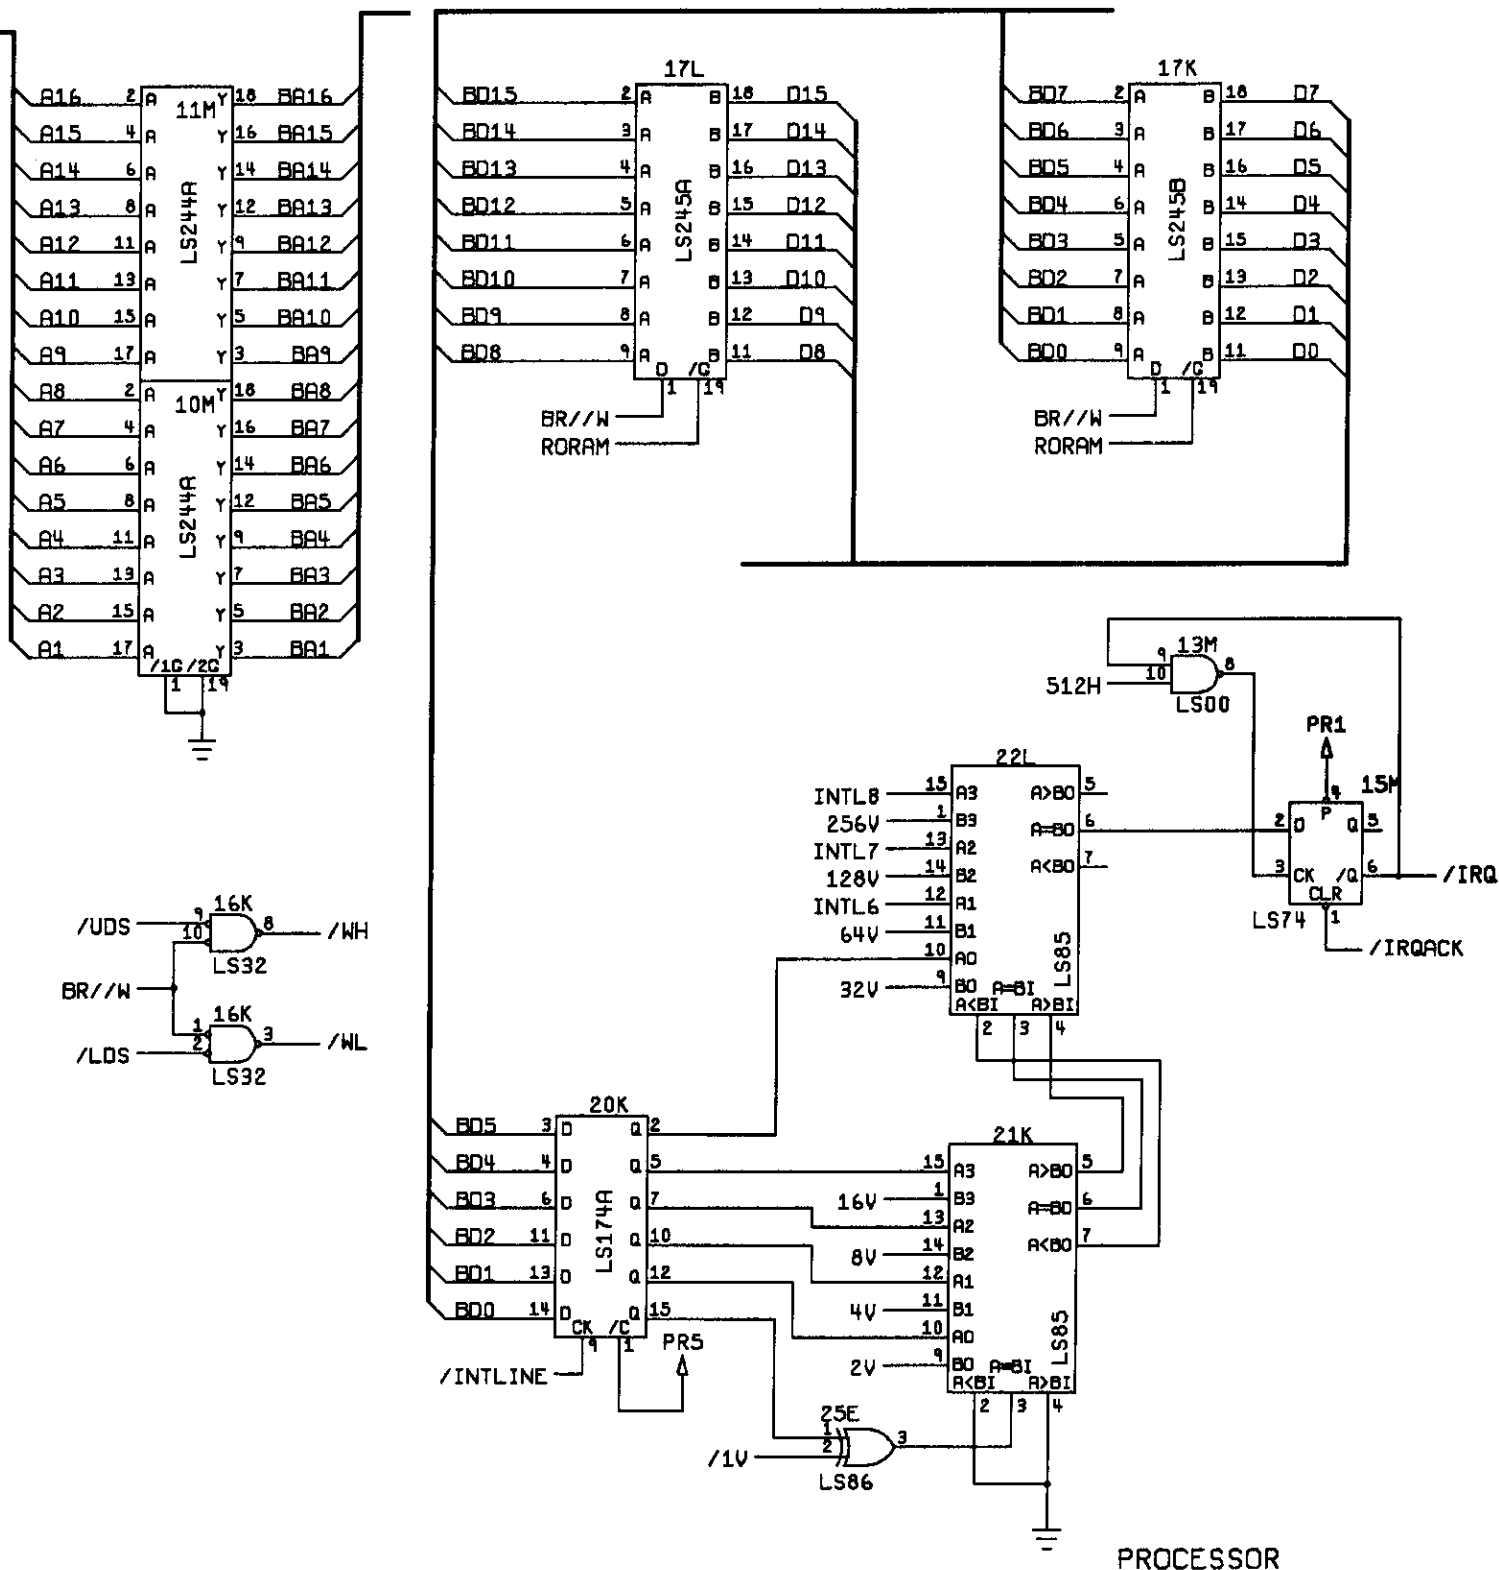 11M
LS244A
A16 2 A Y 18 BA16
A15 4 A Y 16 BA15
A14 6 A Y 14 BA14
A13 8 A Y 12 BA13
A12 11 A Y 9 BA12
A11 13 A Y 7 BA11
A10 15 A Y 5 BA10
A9 17 A Y 3 BA9
10M
LS244A
A8 2 A Y 18 BA8
A7 4 A Y 16 BA7
A6 6 A Y 14 BA6
A5 8 A Y 12 BA5
A4 11 A Y 9 BA4
A3 13 A Y 7 BA3
A2 15 A Y 5 BA2
A1 17 A Y 3 BA1
/1G /2G
1 19
17L
LS245A
BD15 2 A B 18 D15
BD14 3 A B 17 D14
BD13 4 A B 16 D13
BD12 5 A B 15 D12
BD11 6 A B 14 D11
BD10 7 A B 13 D10
BD9 8 A B 12 D9
BD8 9 A B 11 D8
D /G
1 19
BR//W
RORAM
17K
LS245B
BD7 2 A B 18 D7
BD6 3 A B 17 D6
BD5 4 A B 16 D5
BD4 6 A B 14 D4
BD3 5 A B 15 D3
BD2 7 A B 13 D2
BD1 8 A B 12 D1
BD0 9 A B 11 D0
D /G
1 19
BR//W
RORAM
13M
9
512H 10 8
LS00
PR1
4 15M
P
2 D Q 5
3 CK /Q 6 /IRQ
CLR
LS74 1
/IRQACK
22L
LS85
INTL8 15 A3 A>BO 5
256V 1 B3
INTL7 13 A2 A=BO 6
128V 14 B2 A<BO 7
INTL6 12 A1
64V 11 B1
10 A0
32V 9 B0 A=BI
A<BI A>BI
2 3 4
16K
/UDS 9 8 /WH
10
LS32
BR//W
16K
1 3 /WL
/LDS 2
LS32
20K
LS174A
BD5 3 D Q 2
BD4 4 D Q 5
BD3 6 D Q 7
BD2 11 D Q 10
BD1 13 D Q 12
BD0 14 D Q 15
CK /C
9 1
/INTLINE
PR5
21K
LS85
15 A3 A>BO 5
16V 1 B3 A=BO 6
13 A2
8V 14 B2 A<BO 7
12 A1
4V 11 B1
10 A0
2V 9 B0 A=BI
A<BI A>BI
2 3 4
25E
1 3
/1V 2
LS86
PROCESSOR